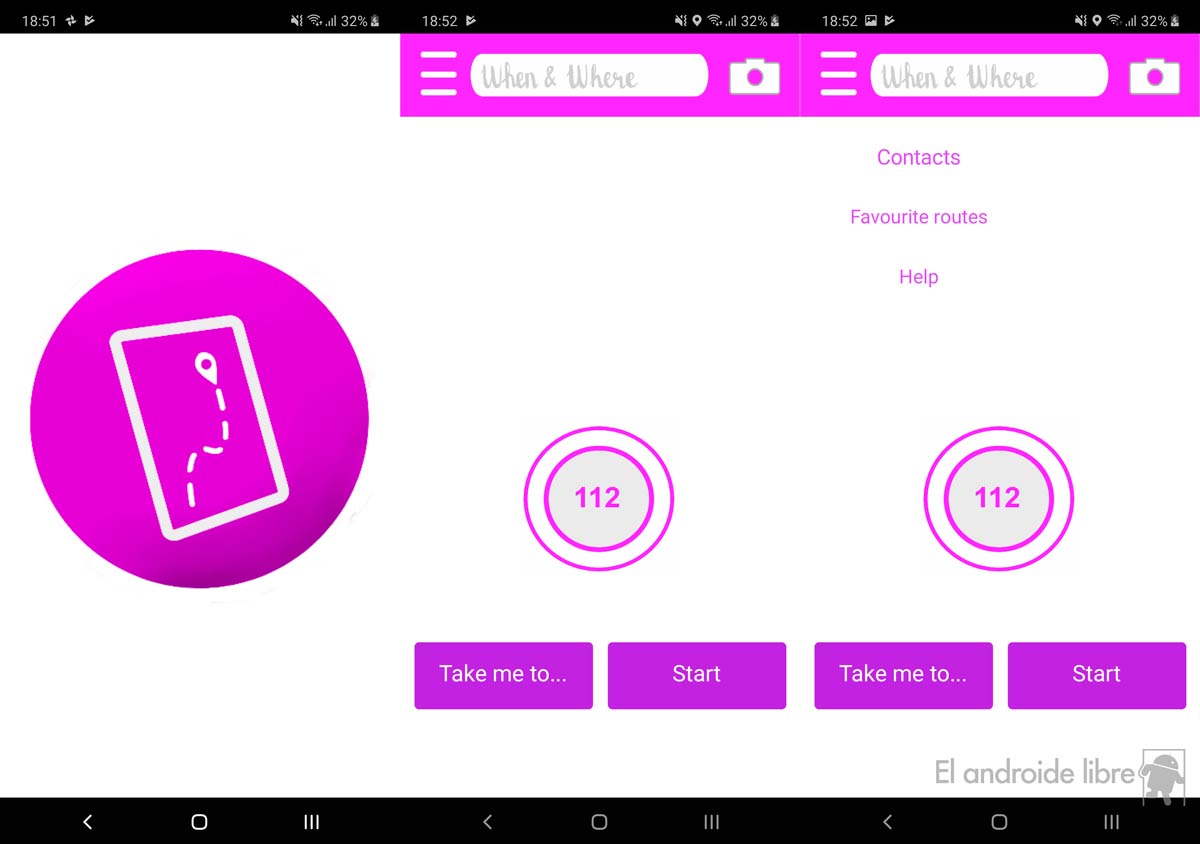 18:51
32%
18:52
32%
When & Where
112
Take me to...
Start
18:52
32%
When & Where
Contacts
Favourite routes
Help
112
Take me to...
Start
El androide libre